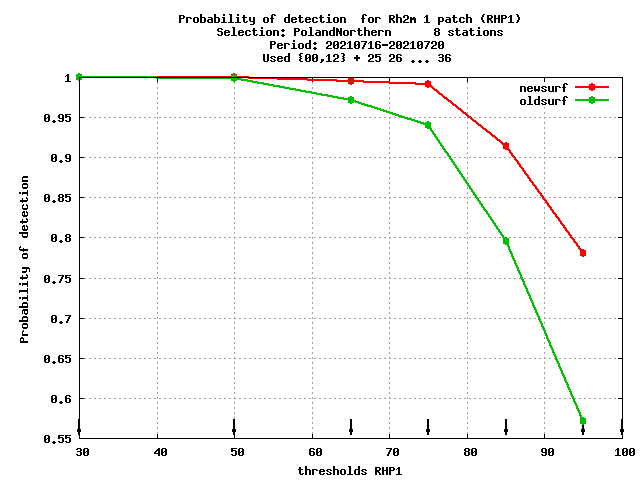 Probability of detection  for Rh2m 1 patch (RHP1)
Selection: PolandNorthern      8 stations
Period: 20210716-20210720
Used {00,12} + 25 26 ... 36
newsurf
oldsurf
1
0.95
0.9
0.85
0.8
0.75
0.7
0.65
0.6
0.55
Probability of detection
30 40 50 60 70 80 90 100
thresholds RHP1